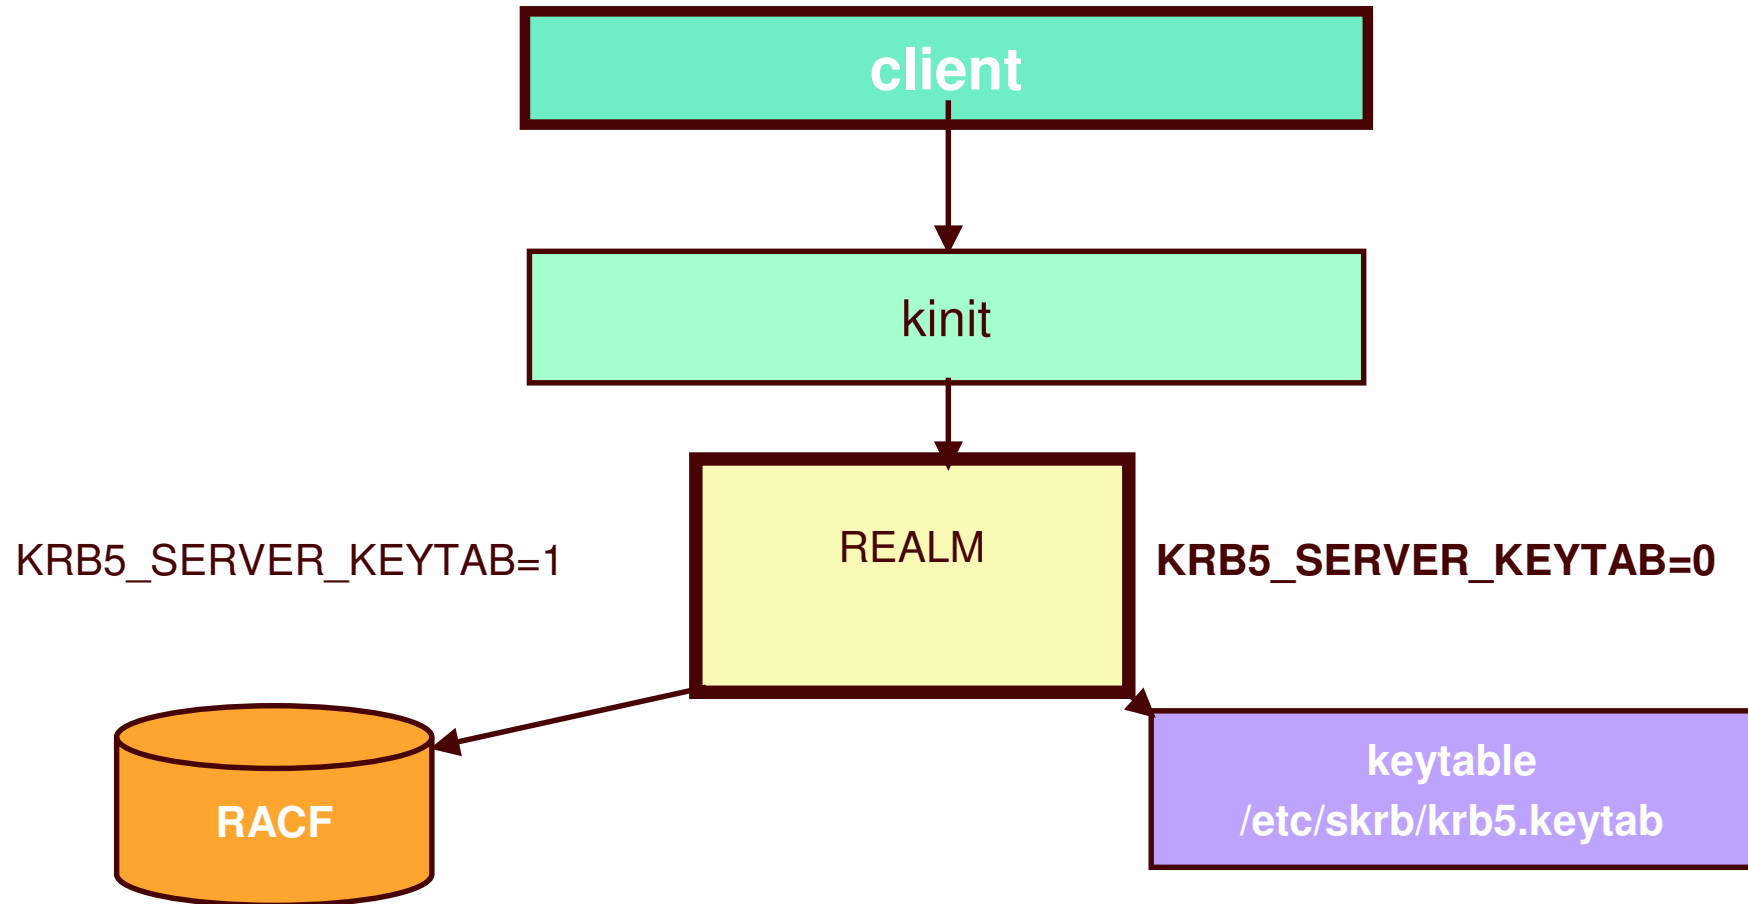 client
kinit
REALM
KRB5_SERVER_KEYTAB=1
KRB5_SERVER_KEYTAB=0
RACF
keytable
/etc/skrb/krb5.keytab